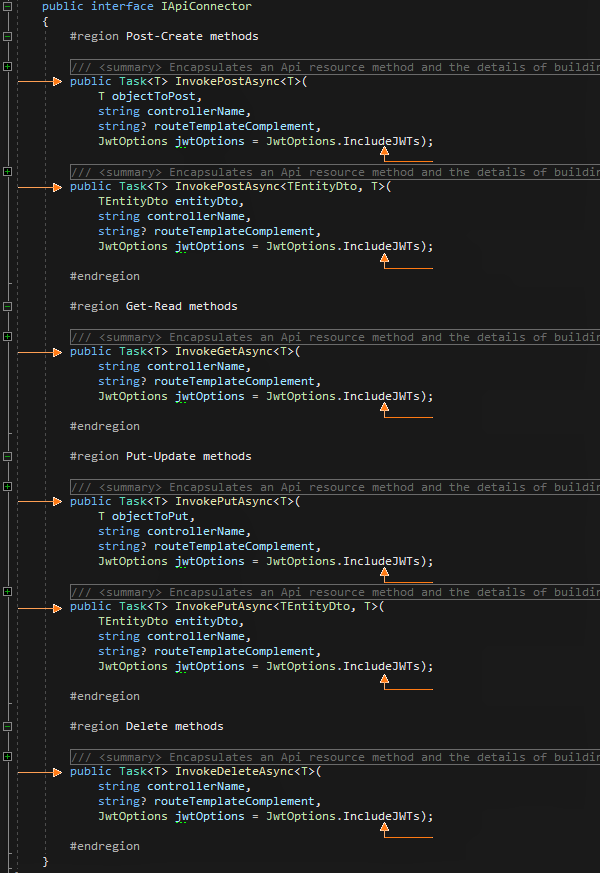 public interface IApiConnector
{
#region Post-Create methods
/// <summary> Encapsulates an Api resource method and the details of buildin
public Task<T> InvokePostAsync<T>(
T objectToPost,
string controllerName,
string? routeTemplateComplement,
JwtOptions jwtOptions = JwtOptions.IncludeJWTs);
/// <summary> Encapsulates an Api resource method and the details of buildin
public Task<T> InvokePostAsync<TEntityDto, T>(
TEntityDto entityDto,
string controllerName,
string? routeTemplateComplement,
JwtOptions jwtOptions = JwtOptions.IncludeJWTs);
#endregion
#region Get-Read methods
/// <summary> Encapsulates an Api resource method and the details of buildin
public Task<T> InvokeGetAsync<T>(
string controllerName,
string? routeTemplateComplement,
JwtOptions jwtOptions = JwtOptions.IncludeJWTs);
#endregion
#region Put-Update methods
/// <summary> Encapsulates an Api resource method and the details of buildin
public Task<T> InvokePutAsync<T>(
T objectToPut,
string controllerName,
string? routeTemplateComplement,
JwtOptions jwtOptions = JwtOptions.IncludeJWTs);
/// <summary> Encapsulates an Api resource method and the details of buildin
public Task<T> InvokePutAsync<TEntityDto, T>(
TEntityDto entityDto,
string controllerName,
string? routeTemplateComplement,
JwtOptions jwtOptions = JwtOptions.IncludeJWTs);
#endregion
#region Delete methods
/// <summary> Encapsulates an Api resource method and the details of buildin
public Task<T> InvokeDeleteAsync<T>(
string controllerName,
string? routeTemplateComplement,
JwtOptions jwtOptions = JwtOptions.IncludeJWTs);
#endregion
}